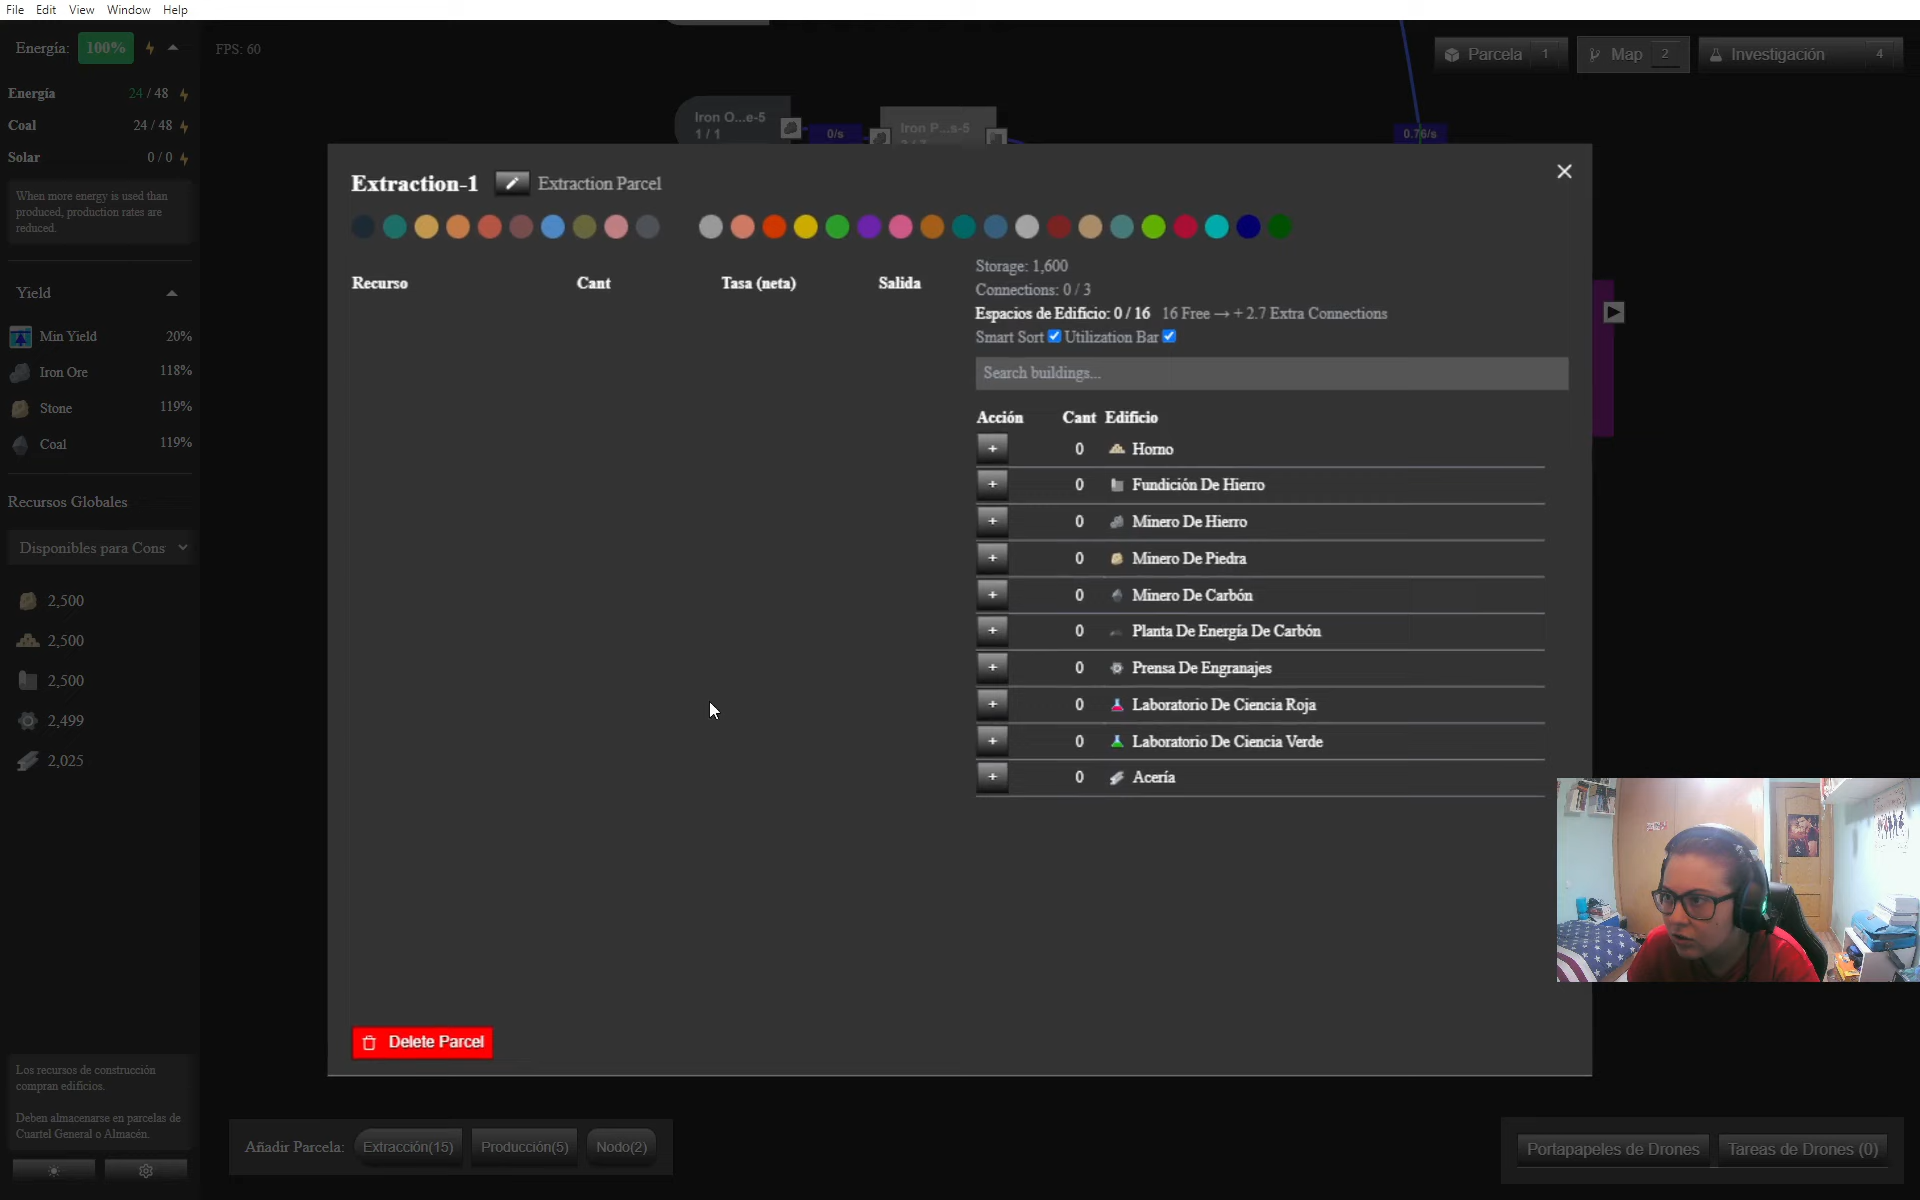 File Edit View Window Help
Energía: 100%
FPS: 60
Parcela 1
Map 2
Investigación 4
Energía 24 / 48
Coal 24 / 48
Solar 0 / 0
When more energy is used than
produced, production rates are
reduced.
Yield
Min Yield 20%
Iron Ore 118%
Stone 119%
Coal 119%
Recursos Globales
Disponibles para Cons
2,500
2,500
2,500
2,499
2,025
Los recursos de construcción
compran edificios.
Deben almacenarse en parcelas de
Cuartel General o Almacén.
Iron O...e-5
1 / 1
0/s
Iron P...s-5
0.76/s
Extraction-1 Extraction Parcel
Recurso Cant Tasa (neta) Salida
Storage: 1,600
Connections: 0 / 3
Espacios de Edificio: 0 / 16 16 Free → + 2.7 Extra Connections
Smart Sort Utilization Bar
Search buildings...
Acción Cant Edificio
+ 0 Horno
+ 0 Fundición De Hierro
+ 0 Minero De Hierro
+ 0 Minero De Piedra
+ 0 Minero De Carbón
+ 0 Planta De Energía De Carbón
+ 0 Prensa De Engranajes
+ 0 Laboratorio De Ciencia Roja
+ 0 Laboratorio De Ciencia Verde
+ 0 Acería
Delete Parcel
Añadir Parcela: Extracción(15) Producción(5) Nodo(2)
Portapapeles de Drones Tareas de Drones (0)